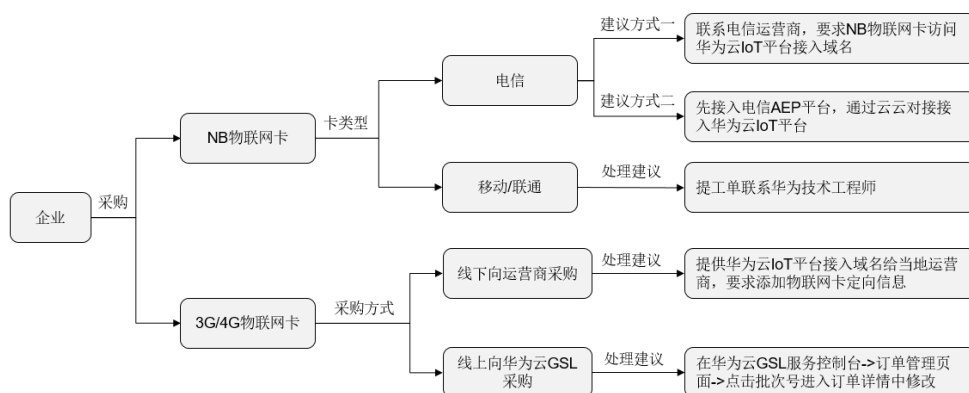 企业
采购
NB物联网卡
卡类型
电信
建议方式一
联系电信运营商，要求NB物联网卡访问
华为云IoT平台接入域名
建议方式二
先接入电信AEP平台，通过云云对接接
入华为云IoT平台
移动/联通
处理建议
提工单联系华为技术工程师
3G/4G物联网卡
采购方式
线下向运营商采购
处理建议
提供华为云IoT平台接入域名给当地运营
商，要求添加物联网卡定向信息
线上向华为云GSL
采购
处理建议
在华为云GSL服务控制台->订单管理页
面->点击批次号进入订单详情中修改